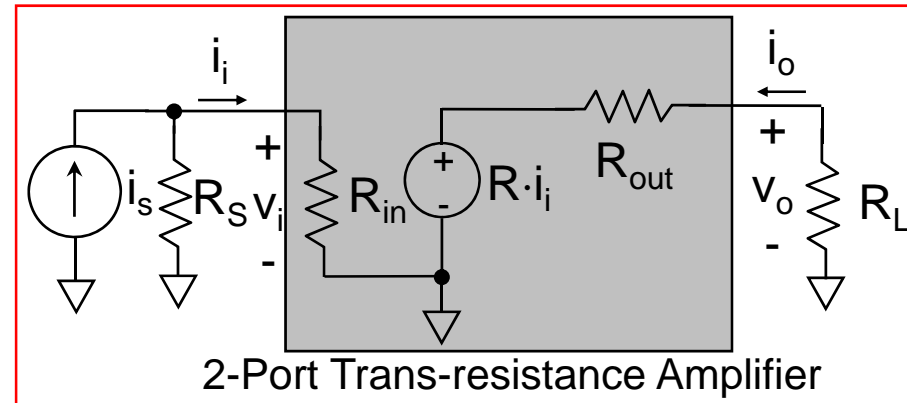 i_i
i_o
+
+
+
i_s R_S v_i R_in R·i_i R_out v_o R_L
-
-
-
2-Port Trans-resistance Amplifier